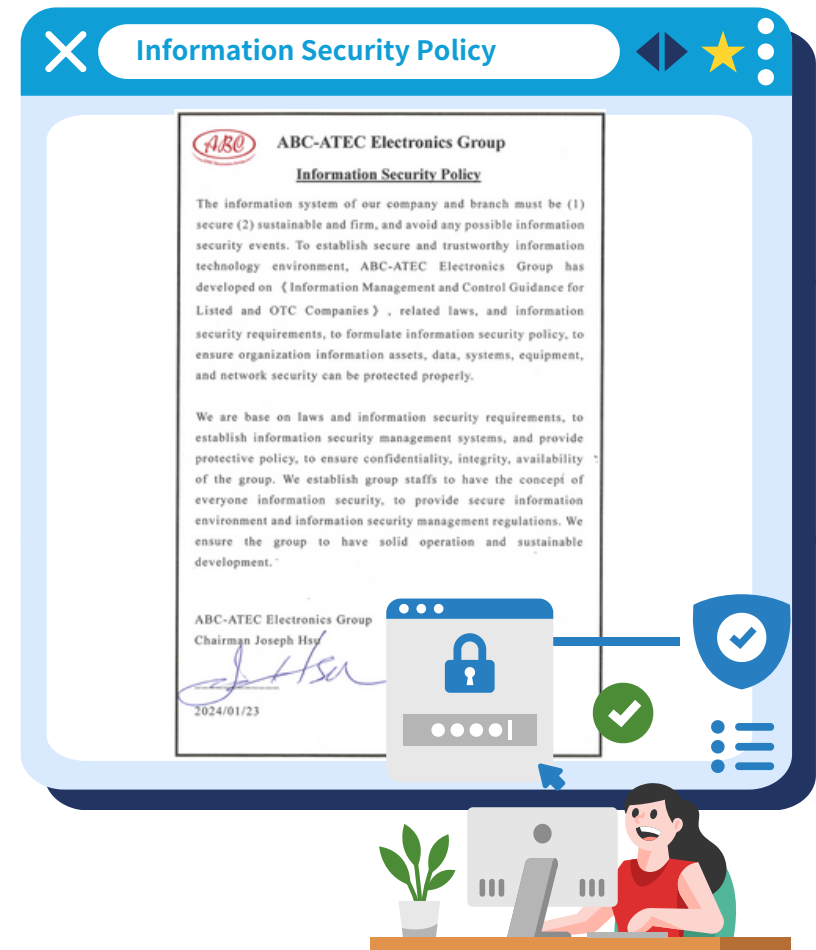 Information Security Policy
ABC
ABC-ATEC Electronics Group
Information Security Policy
The information system of our company and branch must be (1)
secure (2) sustainable and firm, and avoid any possible information
security events. To establish secure and trustworthy information
technology environment, ABC-ATEC Electronics Group has
developed on 《Information Management and Control Guidance for
Listed and OTC Companies》, related laws, and information
security requirements, to formulate information security policy, to
ensure organization information assets, data, systems, equipment,
and network security can be protected properly.
We are base on laws and information security requirements, to
establish information security management systems, and provide
protective policy, to ensure confidentiality, integrity, availability
of the group. We establish group staffs to have the concept of
everyone information security, to provide secure information
environment and information security management regulations. We
ensure the group to have solid operation and sustainable
development.
ABC-ATEC Electronics Group
Chairman Joseph Hsu
J Hsu
2024/01/23